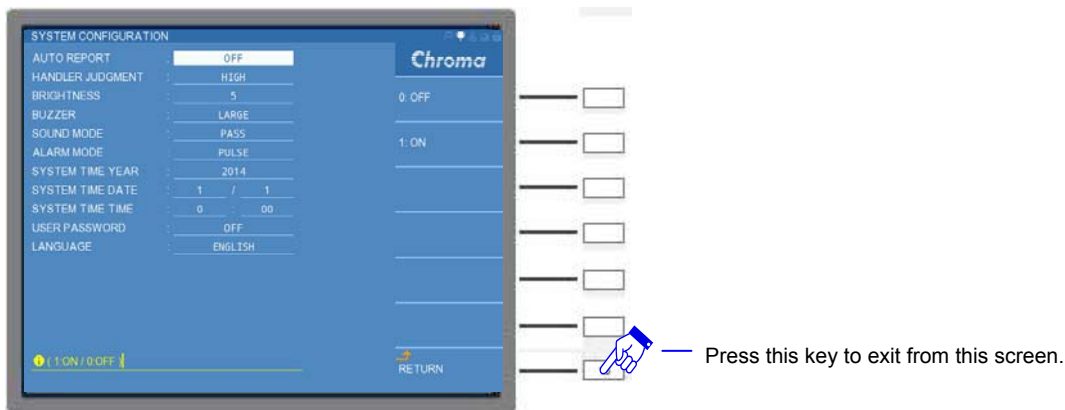 SYSTEM CONFIGURATION
Chroma
AUTO REPORT : OFF
HANDLER JUDGMENT : HIGH
BRIGHTNESS : 5
BUZZER : LARGE
SOUND MODE : PASS
ALARM MODE : PULSE
SYSTEM TIME YEAR : 2014
SYSTEM TIME DATE : 1 / 1
SYSTEM TIME TIME : 0 : 00
USER PASSWORD : OFF
LANGUAGE : ENGLISH
0: OFF
1: ON
( 1:ON / 0:OFF )
RETURN
Press this key to exit from this screen.